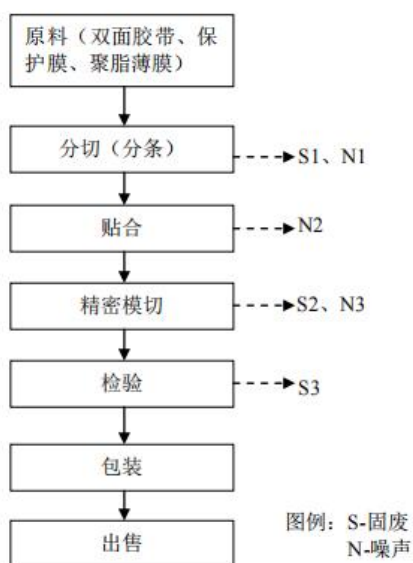 原料（双面胶带、保
护膜、聚脂薄膜）
分切（分条）
S1、N1
贴合
N2
精密模切
S2、N3
检验
S3
包装
出售
图例：S-固废
N-噪声